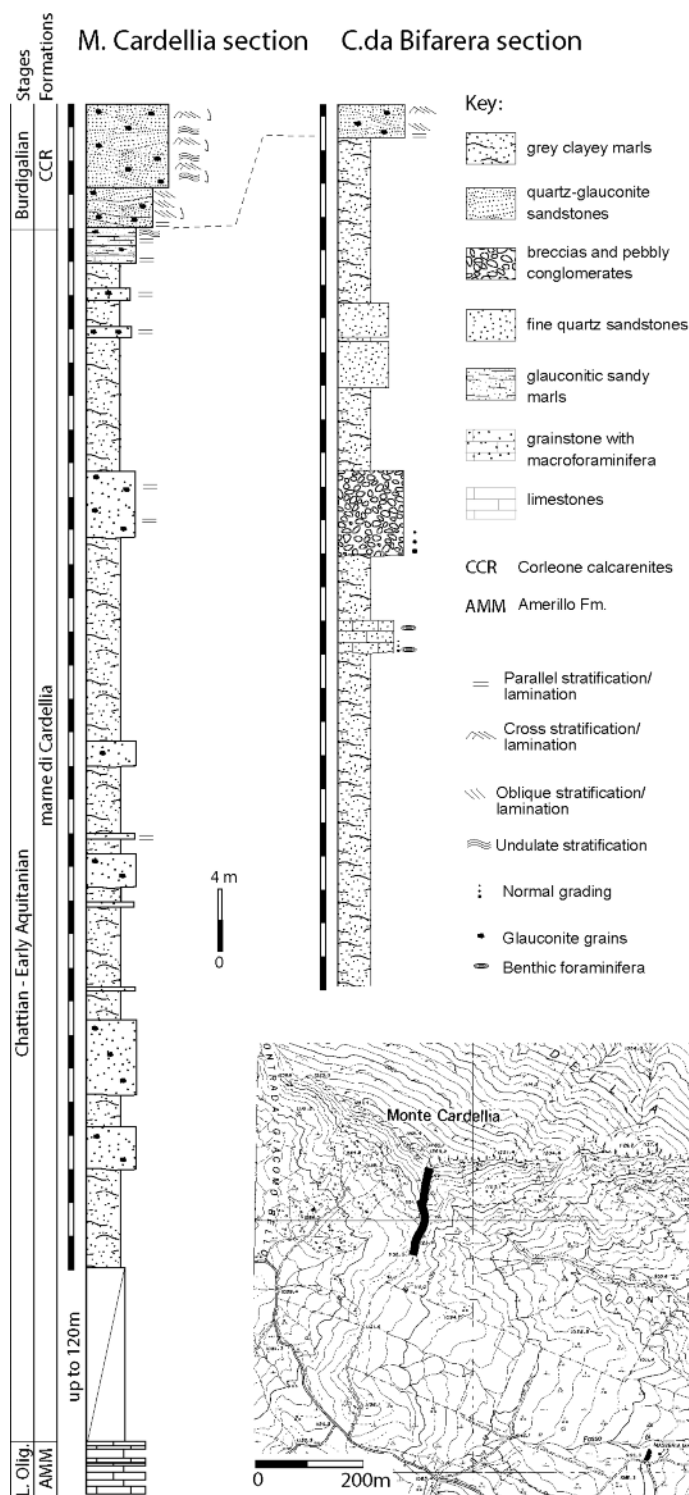 M. Cardellia section
C.da Bifarera section
Stages
Formations
Burdigalian
CCR
Chattian - Early Aquitanian
marne di Cardellia
up to 120m
L. Olig.
AMM
4 m
0
Key:
grey clayey marls
quartz-glauconite
sandstones
breccias and pebbly
conglomerates
fine quartz sandstones
glauconitic sandy
marls
grainstone with
macroforaminifera
limestones
CCR Corleone calcarenites
AMM Amerillo Fm.
Parallel stratification/
lamination
Cross stratification/
lamination
Oblique stratification/
lamination
Undulate stratification
Normal grading
Glauconite grains
Benthic foraminifera
DELLIA
Monte Cardellia
CONT
Fosso
0
200m